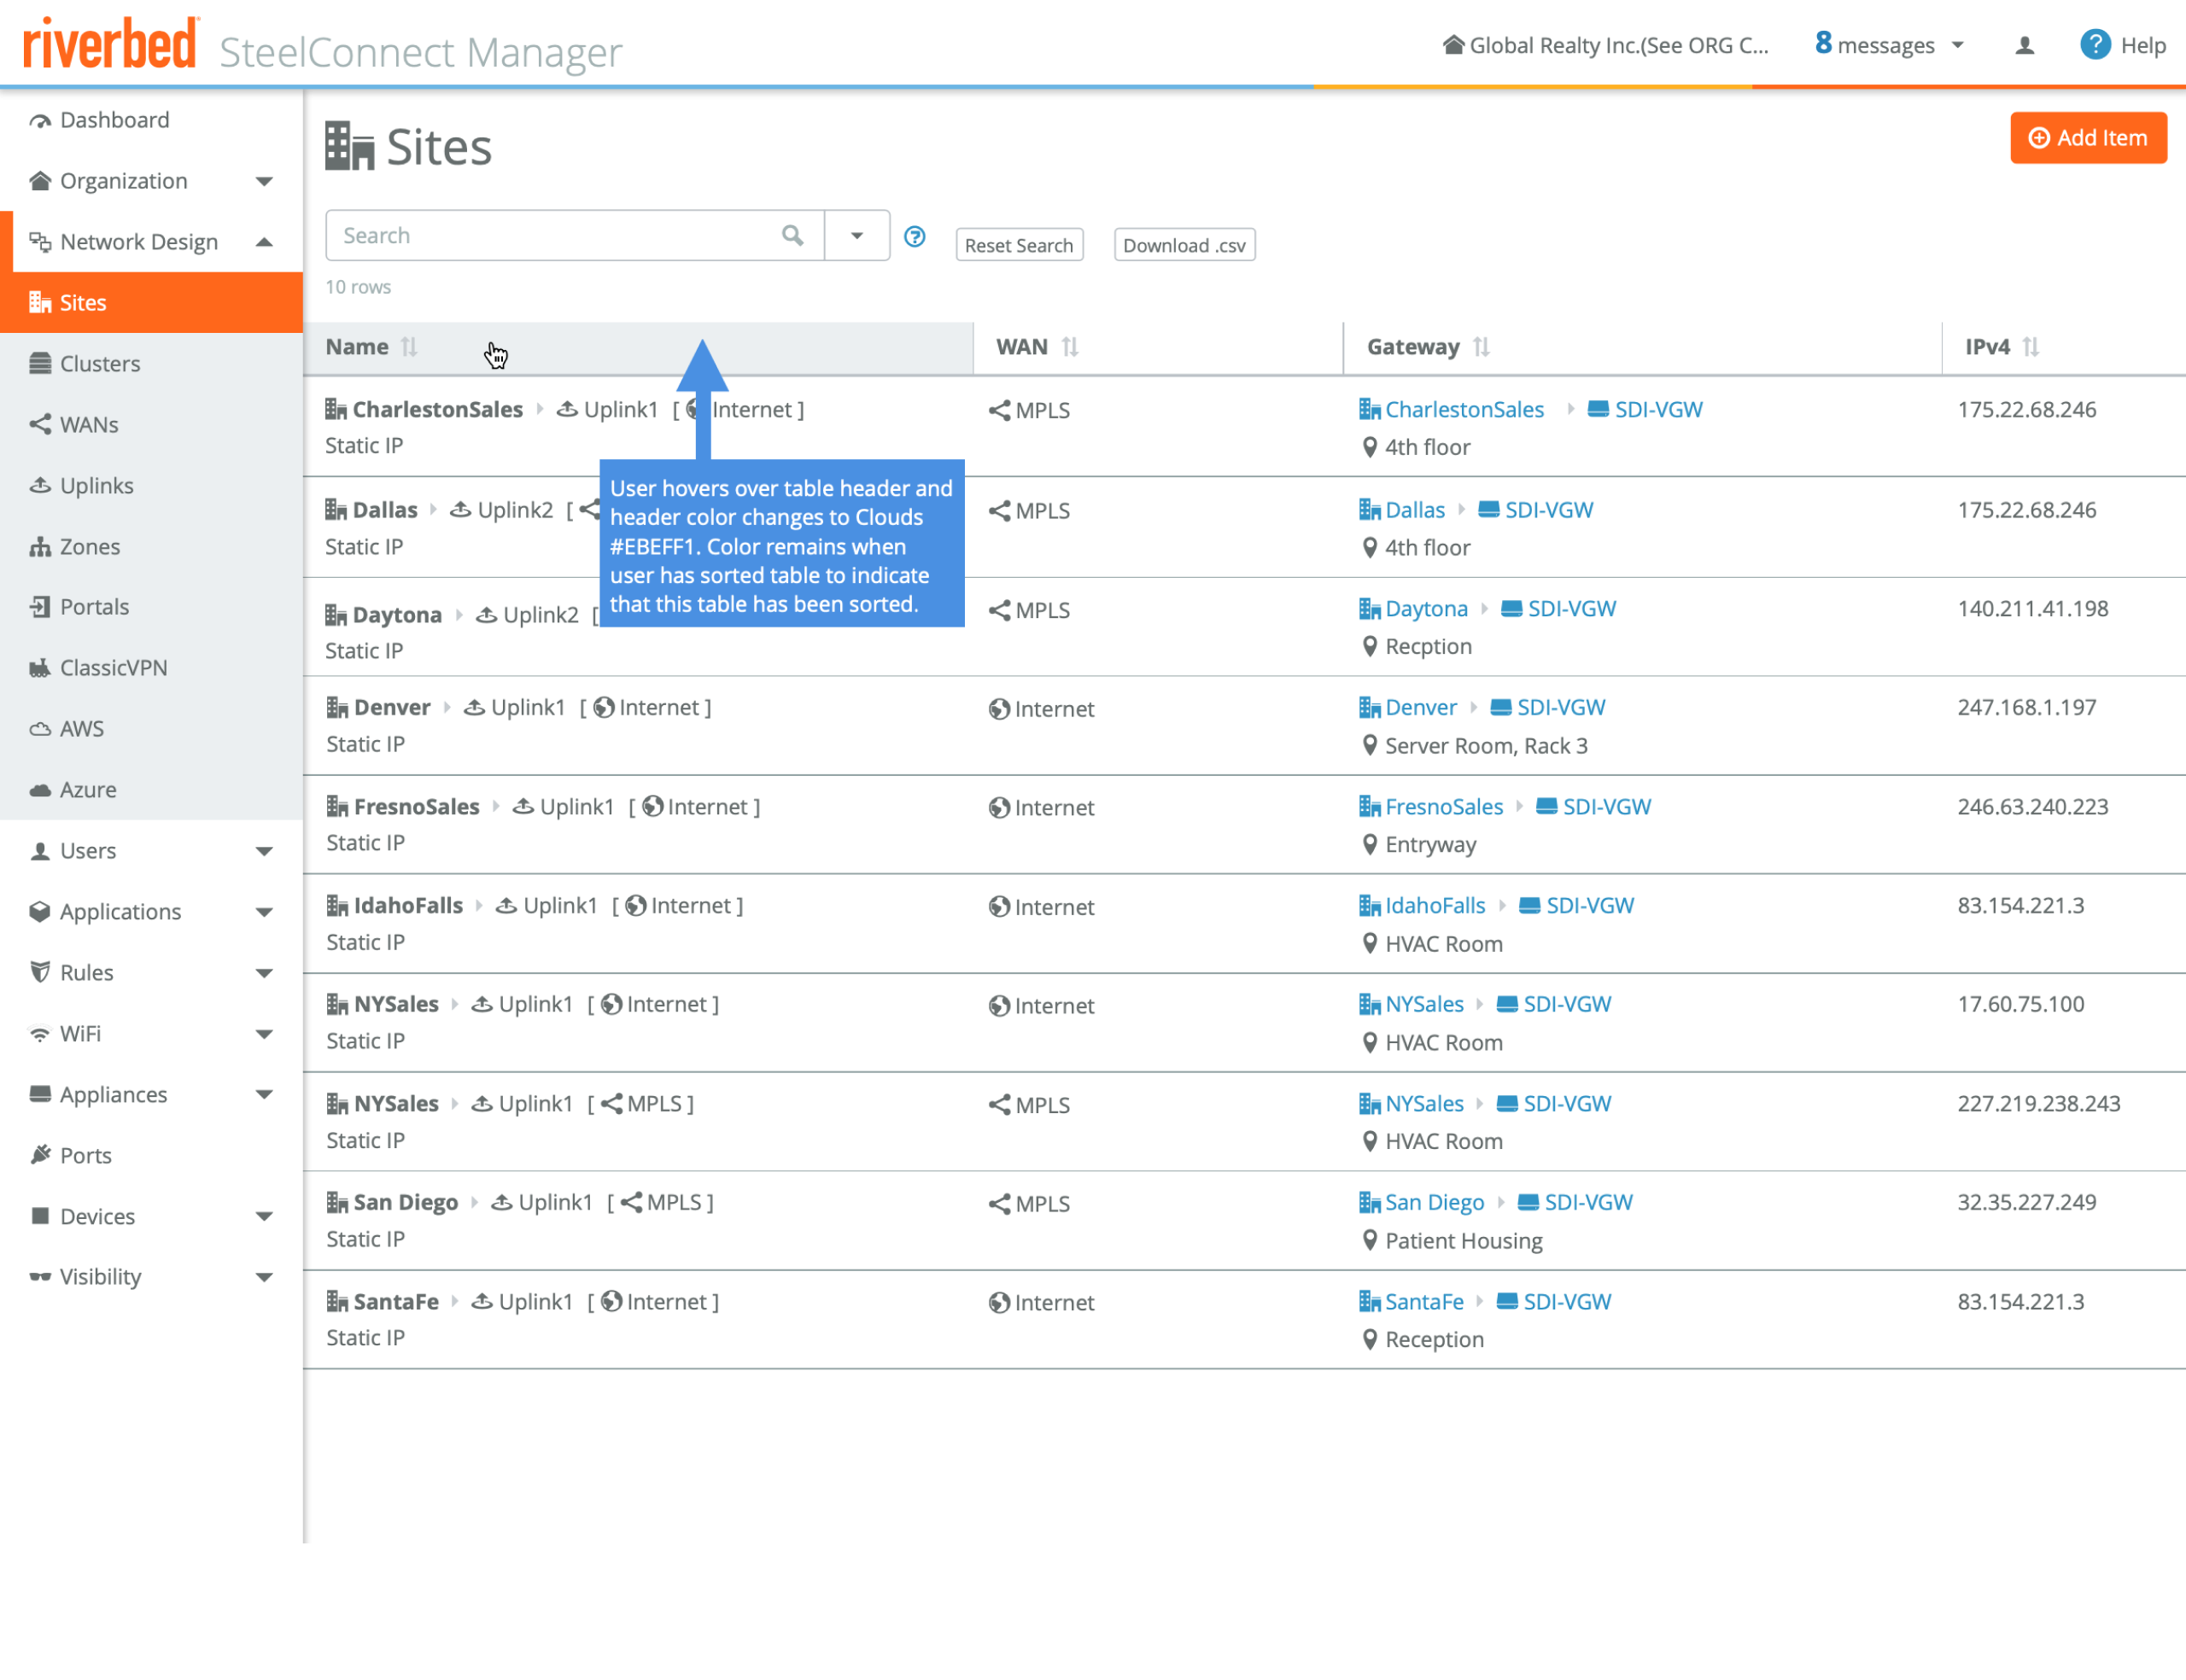 riverbed SteelConnect Manager
Global Realty Inc.(See ORG C... 8 messages ? Help
Dashboard
Organization
Network Design
Sites
Clusters
WANs
Uplinks
Zones
Portals
ClassicVPN
AWS
Azure
Users
Applications
Rules
WiFi
Appliances
Ports
Devices
Visibility
Sites
Add Item
Search ? Reset Search Download .csv
10 rows
Name WAN Gateway IPv4
CharlestonSales Uplink1 [ Internet ] MPLS CharlestonSales SDI-VGW 175.22.68.246
Static IP 4th floor
Dallas Uplink2 [ MPLS Dallas SDI-VGW 175.22.68.246
Static IP 4th floor
Daytona Uplink2 [ MPLS Daytona SDI-VGW 140.211.41.198
Static IP Recption
User hovers over table header and
header color changes to Clouds
#EBEFF1. Color remains when
user has sorted table to indicate
that this table has been sorted.
Denver Uplink1 [ Internet ] Internet Denver SDI-VGW 247.168.1.197
Static IP Server Room, Rack 3
FresnoSales Uplink1 [ Internet ] Internet FresnoSales SDI-VGW 246.63.240.223
Static IP Entryway
IdahoFalls Uplink1 [ Internet ] Internet IdahoFalls SDI-VGW 83.154.221.3
Static IP HVAC Room
NYSales Uplink1 [ Internet ] Internet NYSales SDI-VGW 17.60.75.100
Static IP HVAC Room
NYSales Uplink1 [ MPLS ] MPLS NYSales SDI-VGW 227.219.238.243
Static IP HVAC Room
San Diego Uplink1 [ MPLS ] MPLS San Diego SDI-VGW 32.35.227.249
Static IP Patient Housing
SantaFe Uplink1 [ Internet ] Internet SantaFe SDI-VGW 83.154.221.3
Static IP Reception